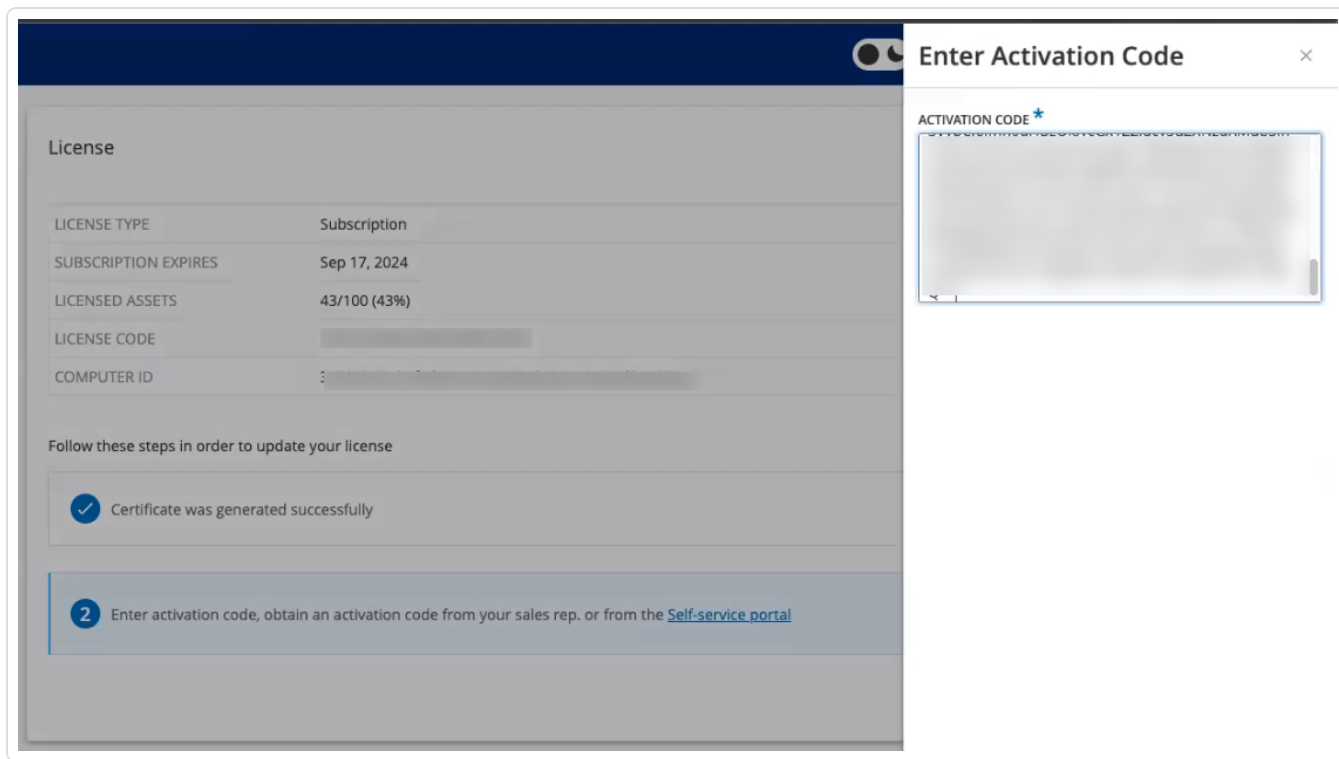 Enter Activation Code
ACTIVATION CODE *
License
LICENSE TYPE Subscription
SUBSCRIPTION EXPIRES Sep 17, 2024
LICENSED ASSETS 43/100 (43%)
LICENSE CODE
COMPUTER ID
Follow these steps in order to update your license
Certificate was generated successfully
2 Enter activation code, obtain an activation code from your sales rep. or from the Self-service portal